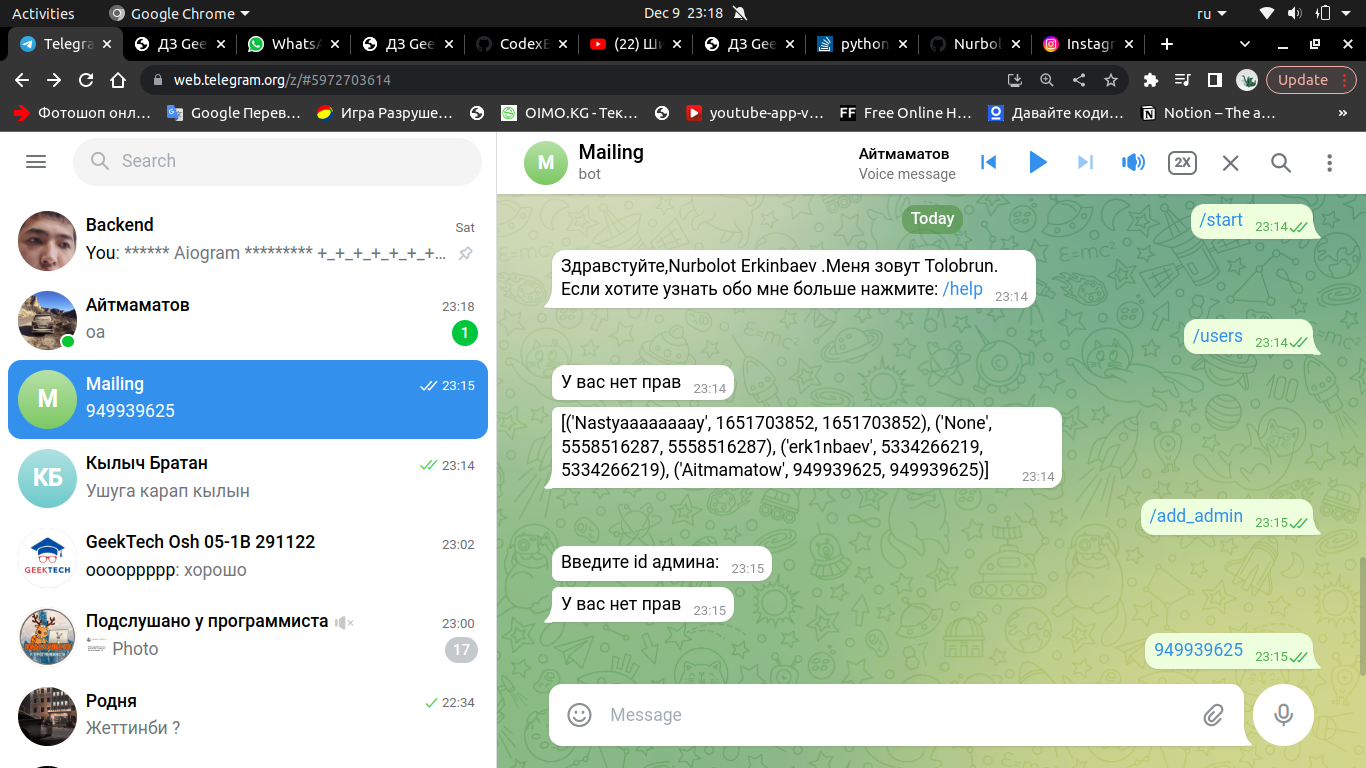 Activities
Google Chrome
Dec 9 23:18
ru
Telegra
ДЗ Gee
WhatsA
ДЗ Gee
CodexE
(22) Ши
ДЗ Gee
python
Nurbol
Instagr
web.telegram.org/z/#5972703614
Update
Фотошоп онл…
Google Перев…
Игра Разруше…
OIMO.KG - Тек…
youtube-app-v…
Free Online H…
Давайте коди…
Notion – The a…
»
Search
Backend
Sat
You: ****** Aiogram ********* +_+_+_+_+_+_+…
Айтмаматов
23:18
оа
1
M
Mailing
23:15
949939625
КБ
Кылыч Братан
23:14
Ушуга карап кылын
GEEKTECH
GeekTech Osh 05-1B 291122
23:02
оооорррр: хорошо
Подслушано у программиста
23:00
Photo
17
Родня
22:34
Жеттинби ?
M
Mailing
bot
Айтмаматов
Voice message
2X
Today
/start 23:14
Здравстуйте,Nurbolot Erkinbaev .Меня зовут Tolobrun.
Если хотите узнать обо мне больше нажмите: /help 23:14
/users 23:14
У вас нет прав 23:14
[('Nastyaaaaaaaay', 1651703852, 1651703852), ('None',
5558516287, 5558516287), ('erk1nbaev', 5334266219,
5334266219), ('Aitmamatow', 949939625, 949939625)] 23:14
/add_admin 23:15
Введите id админа: 23:15
У вас нет прав 23:15
949939625 23:15
Message